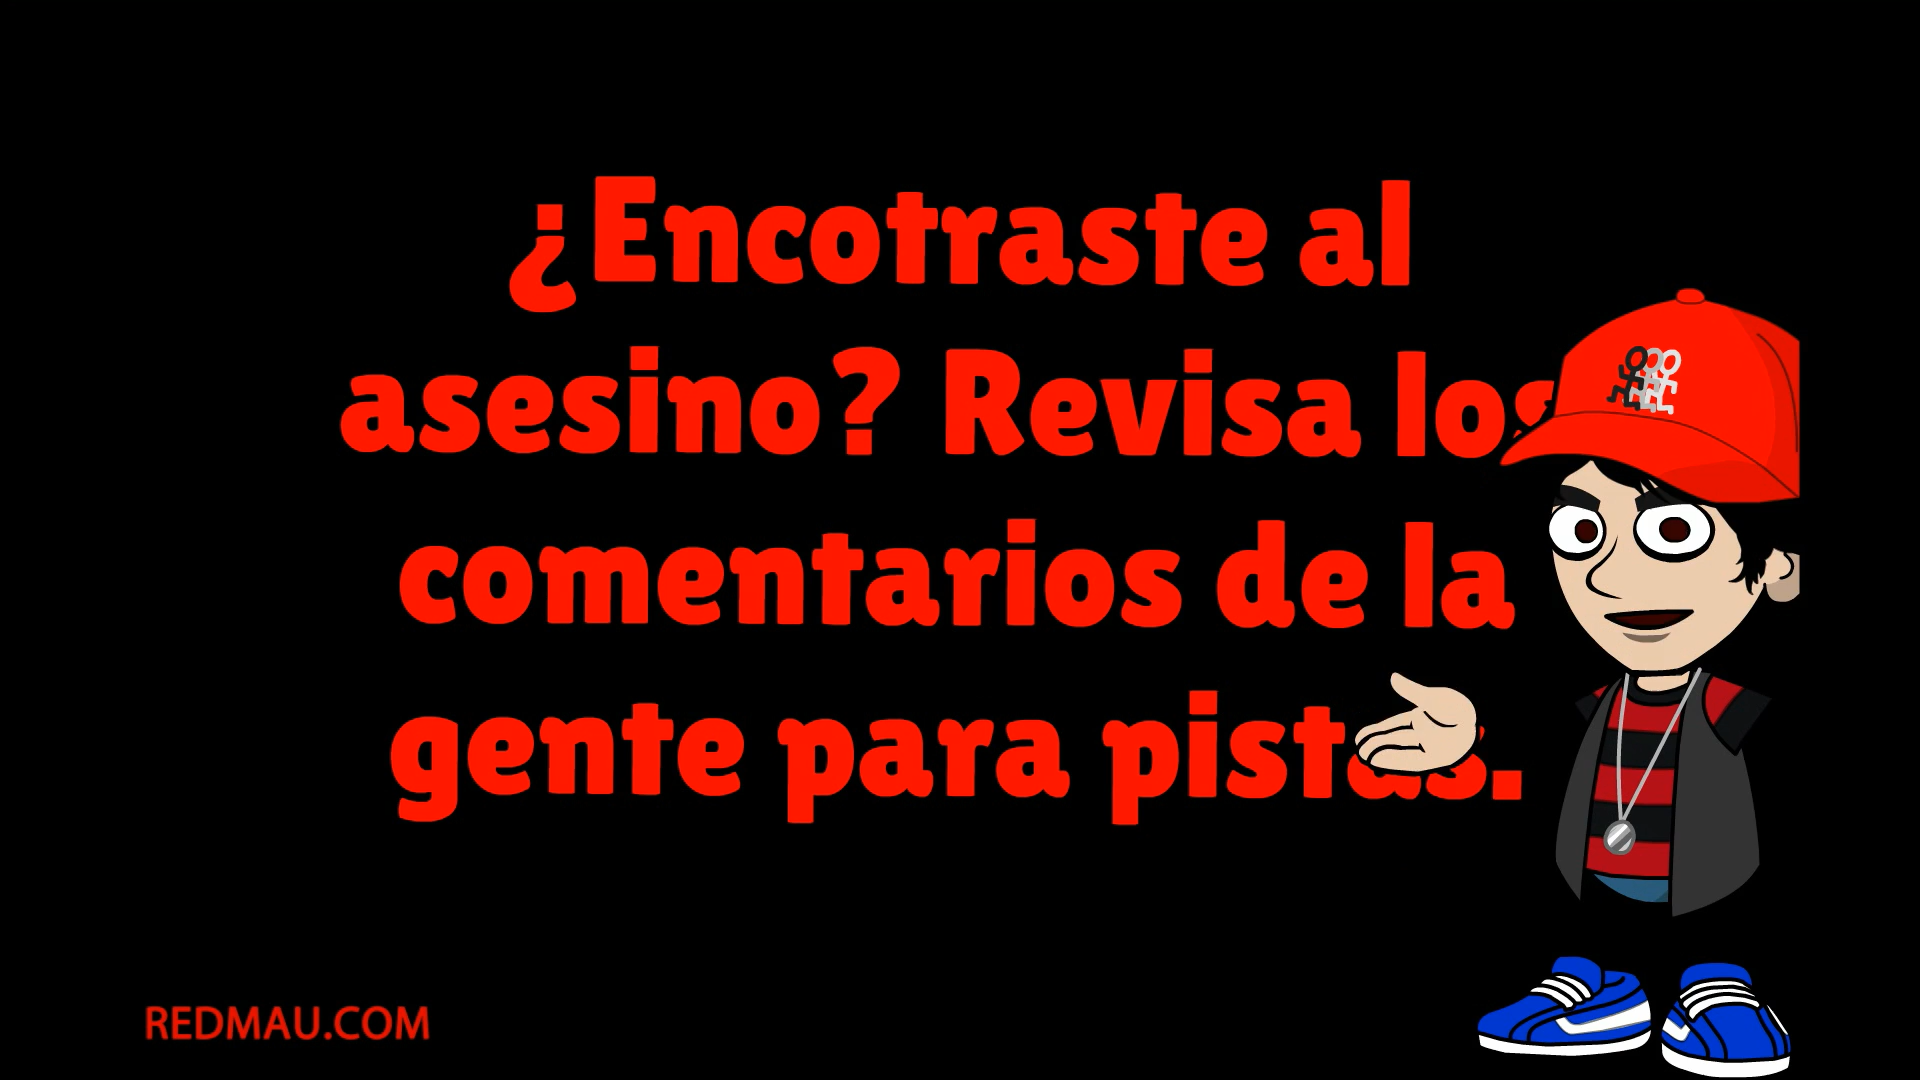 ¿Encotraste al
asesino? Revisa los
comentarios de la
gente para pistas.
REDMAU.COM